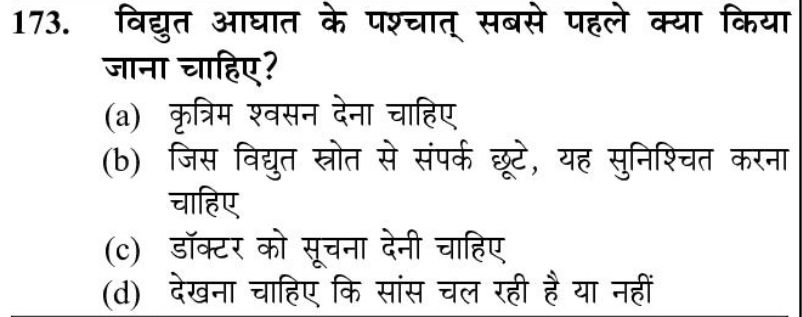 173. विद्युत आघात के पश्चात् सबसे पहले क्या किया
जाना चाहिए?
(a) कृत्रिम श्वसन देना चाहिए
(b) जिस विद्युत स्रोत से संपर्क छूटे, यह सुनिश्चित करना
चाहिए
(c) डॉक्टर को सूचना देनी चाहिए
(d) देखना चाहिए कि सांस चल रही है या नहीं